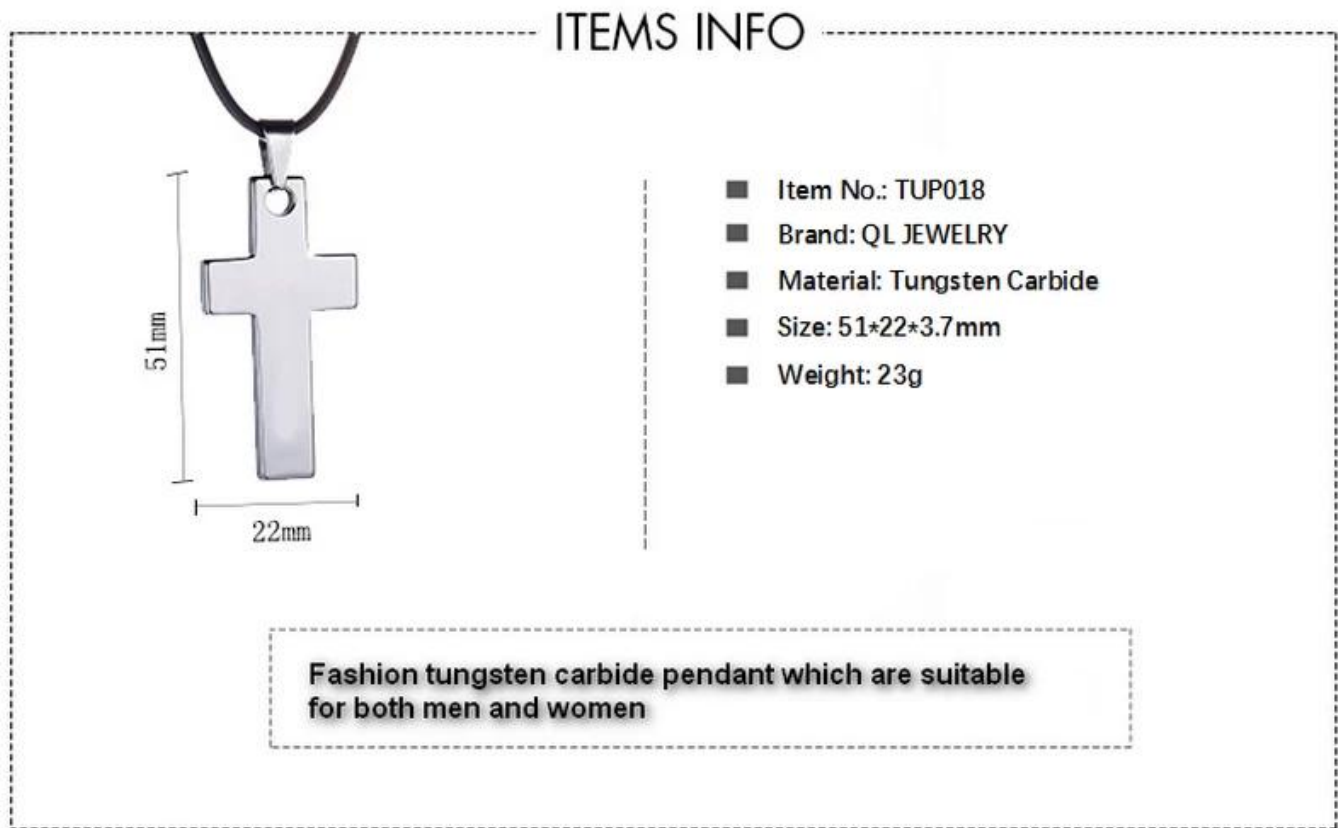 ITEMS INFO
51mm
22mm
Item No.: TUP018
Brand: QL JEWELRY
Material: Tungsten Carbide
Size: 51*22*3.7mm
Weight: 23g
Fashion tungsten carbide pendant which are suitable
for both men and women